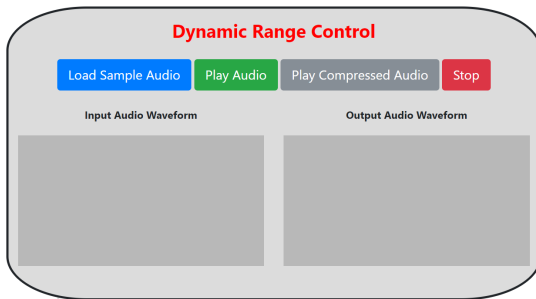 Dynamic Range Control
Load Sample Audio Play Audio Play Compressed Audio Stop
Input Audio Waveform Output Audio Waveform